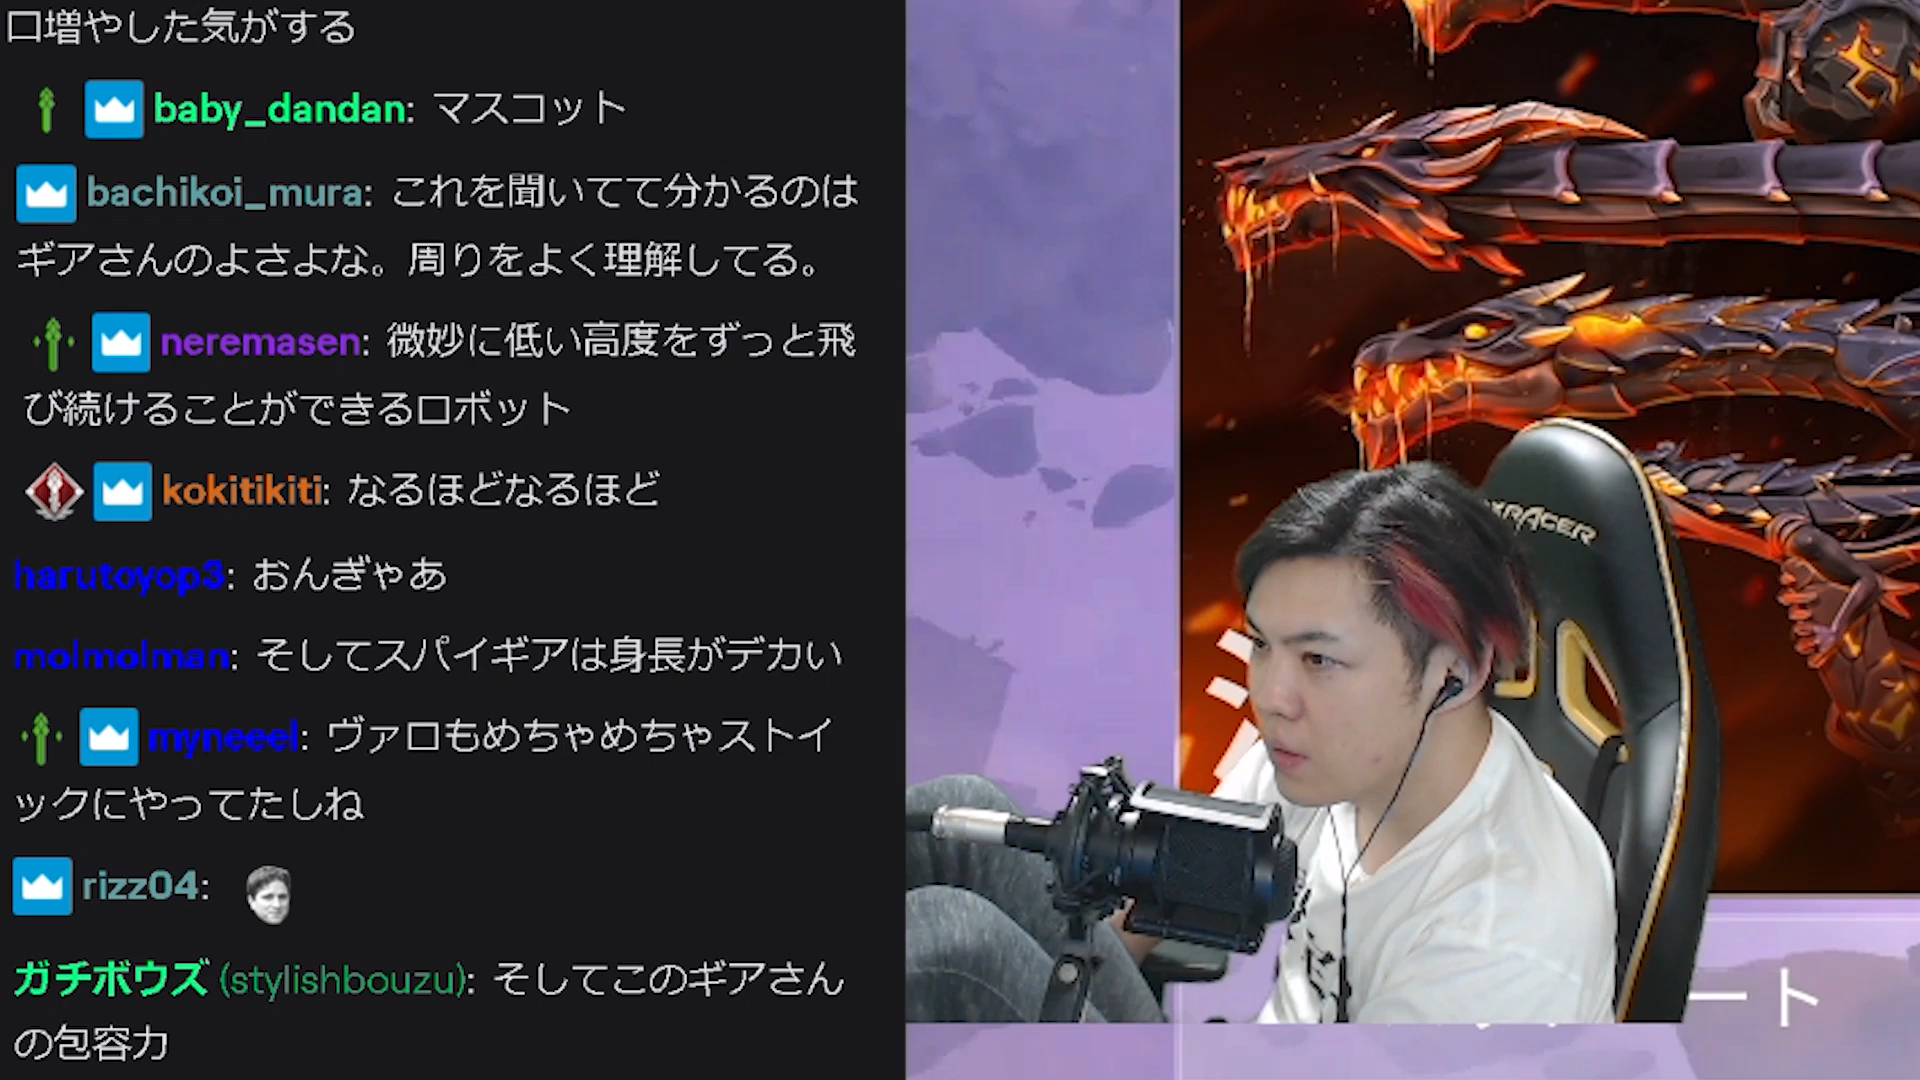 口増やした気がする
baby_dandan: マスコット
bachikoi_mura: これを聞いてて分かるのは
ギアさんのよさよな。周りをよく理解してる。
neremasen: 微妙に低い高度をずっと飛
び続けることができるロボット
kokitikiti: なるほどなるほど
harutoyop3: おんぎゃあ
molmolman: そしてスパイギアは身長がデカい
myneeel: ヴァロもめちゃめちゃストイ
ックにやってたしね
rizz04:
ガチボウズ (stylishbouzu): そしてこのギアさん
の包容力
ート